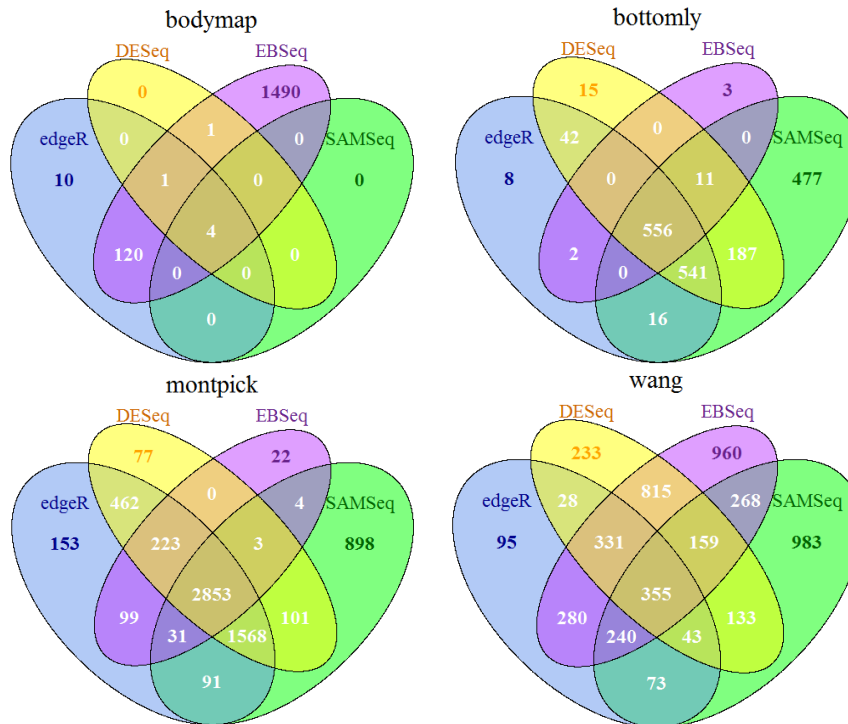 bodymap
DESeq EBSeq
0 1490
edgeR 0 1 0 SAMSeq
10 1 0 0
4
120 0 0 0
0
bottomly
DESeq EBSeq
15 3
edgeR 42 0 0 SAMSeq
8 0 11 477
556
2 0 541 187
16
montpick
DESeq EBSeq
77 22
edgeR 462 0 4 SAMSeq
153 223 3 898
2853
99 31 1568 101
91
wang
DESeq EBSeq
233 960
edgeR 28 815 268 SAMSeq
95 331 159 983
355
280 240 43 133
73